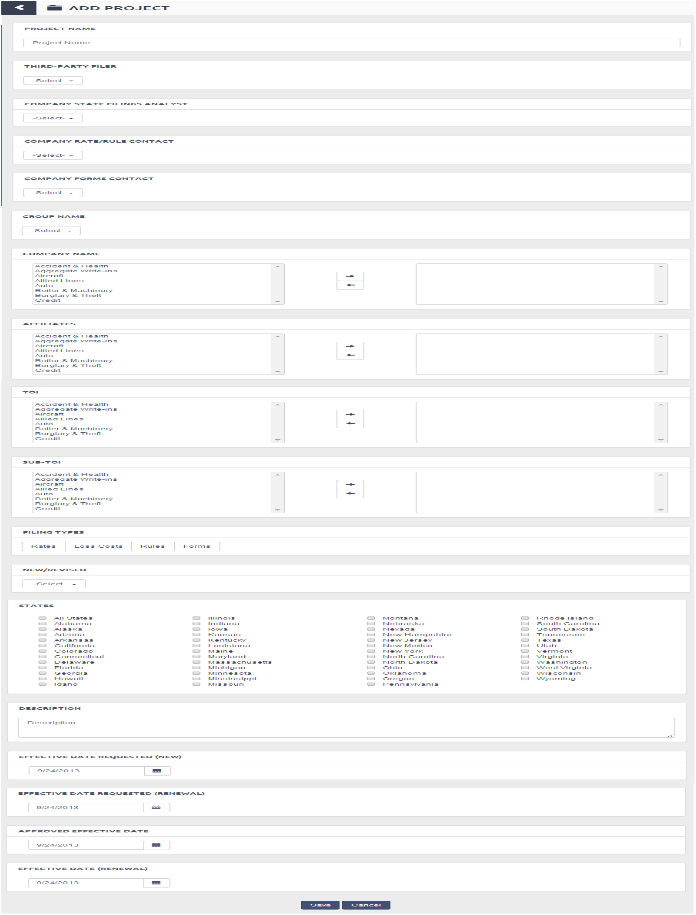 ADD PROJECT
PROJECT NAME
Project Name
THIRD-PARTY FILER
-Select-
COMPANY STATE FILINGS ANALYST
-Select-
COMPANY RATE/RULE CONTACT
-Select-
COMPANY FORMS CONTACT
-Select-
GROUP NAME
-Select-
COMPANY NAME
Accident & Health
Aggregate Write-ins
Aircraft
Allied Lines
Auto
Boiler & Machinery
Burglary & Theft
Credit
AFFILIATES
Accident & Health
Aggregate Write-ins
Aircraft
Allied Lines
Auto
Boiler & Machinery
Burglary & Theft
Credit
TOI
Accident & Health
Aggregate Write-ins
Aircraft
Allied Lines
Auto
Boiler & Machinery
Burglary & Theft
Credit
SUB-TOI
Accident & Health
Aggregate Write-ins
Aircraft
Allied Lines
Auto
Boiler & Machinery
Burglary & Theft
Credit
FILING TYPES
Rates Loss Costs Rules Forms
NEW/REVISED
-Select-
STATES
All States Illinois Montana Rhode Island
Alabama Indiana Nebraska South Carolina
Alaska Iowa Nevada South Dakota
Arizona Kansas New Hampshire Tennessee
Arkansas Kentucky New Jersey Texas
California Louisiana New Mexico Utah
Colorado Maine New York Vermont
Connecticut Maryland North Carolina Virginia
Delaware Massachusetts North Dakota Washington
Florida Michigan Ohio West Virginia
Georgia Minnesota Oklahoma Wisconsin
Hawaii Mississippi Oregon Wyoming
Idaho Missouri Pennsylvania
DESCRIPTION
Description
EFFECTIVE DATE REQUESTED (NEW)
9/24/2013
EFFECTIVE DATE REQUESTED (RENEWAL)
9/24/2013
APPROVED EFFECTIVE DATE
9/24/2013
EFFECTIVE DATE (RENEWAL)
9/24/2013
Save Cancel